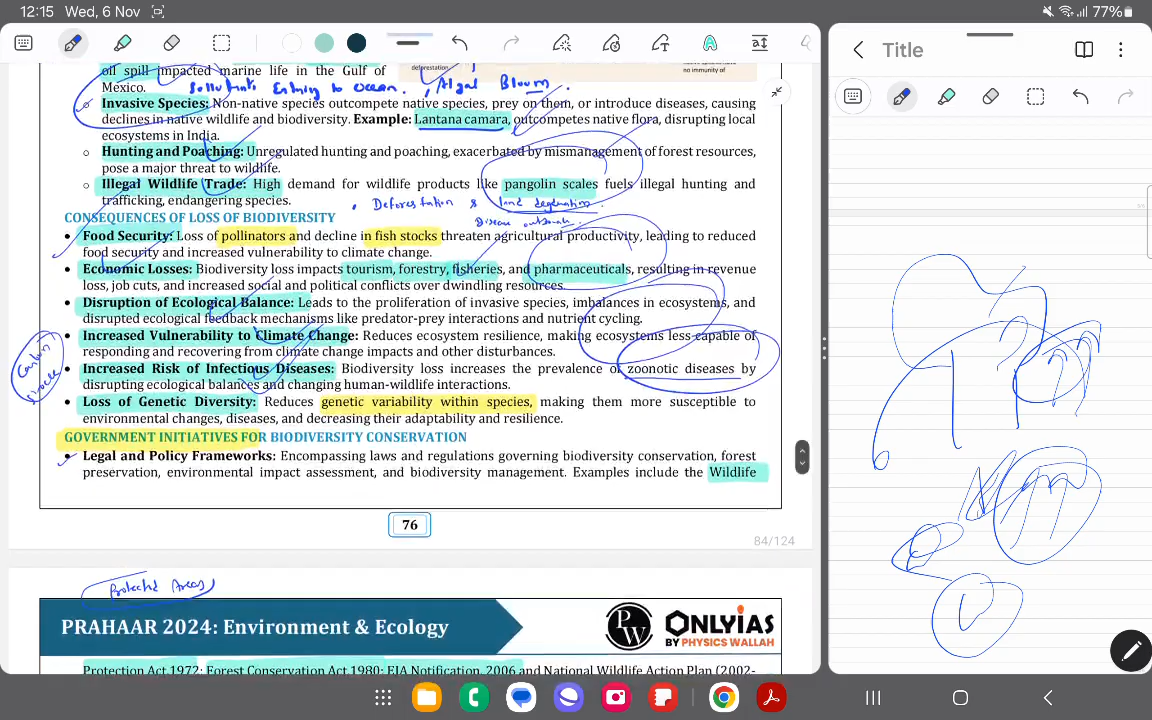 12:15 Wed, 6 Nov
77%
Title
oil spill impacted marine life in the Gulf of
Mexico.
deforestation
have no immunity of
Pollutants Entering to Ocean. , Algal Bloom.
○ Invasive Species: Non-native species outcompete native species, prey on them, or introduce diseases, causing
declines in native wildlife and biodiversity. Example: Lantana camara, outcompetes native flora, disrupting local
ecosystems in India.
○ Hunting and Poaching: Unregulated hunting and poaching, exacerbated by mismanagement of forest resources,
pose a major threat to wildlife.
○ Illegal Wildlife Trade: High demand for wildlife products like pangolin scales fuels illegal hunting and
trafficking, endangering species.
• Deforestation & land degradation.
Disease outbreak.
CONSEQUENCES OF LOSS OF BIODIVERSITY
• Food Security: Loss of pollinators and decline in fish stocks threaten agricultural productivity, leading to reduced
food security and increased vulnerability to climate change.
• Economic Losses: Biodiversity loss impacts tourism, forestry, fisheries, and pharmaceuticals, resulting in revenue
loss, job cuts, and increased social and political conflicts over dwindling resources.
• Disruption of Ecological Balance: Leads to the proliferation of invasive species, imbalances in ecosystems, and
disrupted ecological feedback mechanisms like predator-prey interactions and nutrient cycling.
• Increased Vulnerability to Climate Change: Reduces ecosystem resilience, making ecosystems less capable of
responding and recovering from climate change impacts and other disturbances.
• Increased Risk of Infectious Diseases: Biodiversity loss increases the prevalence of zoonotic diseases by
disrupting ecological balances and changing human-wildlife interactions.
• Loss of Genetic Diversity: Reduces genetic variability within species, making them more susceptible to
environmental changes, diseases, and decreasing their adaptability and resilience.
GOVERNMENT INITIATIVES FOR BIODIVERSITY CONSERVATION
• Legal and Policy Frameworks: Encompassing laws and regulations governing biodiversity conservation, forest
preservation, environmental impact assessment, and biodiversity management. Examples include the Wildlife
76
84/124
Protected Areas
PRAHAAR 2024: Environment & Ecology
PW ONLYIAS
BY PHYSICS WALLAH
Protection Act 1972; Forest Conservation Act 1980; EIA Notification, 2006 and National Wildlife Action Plan (2002-